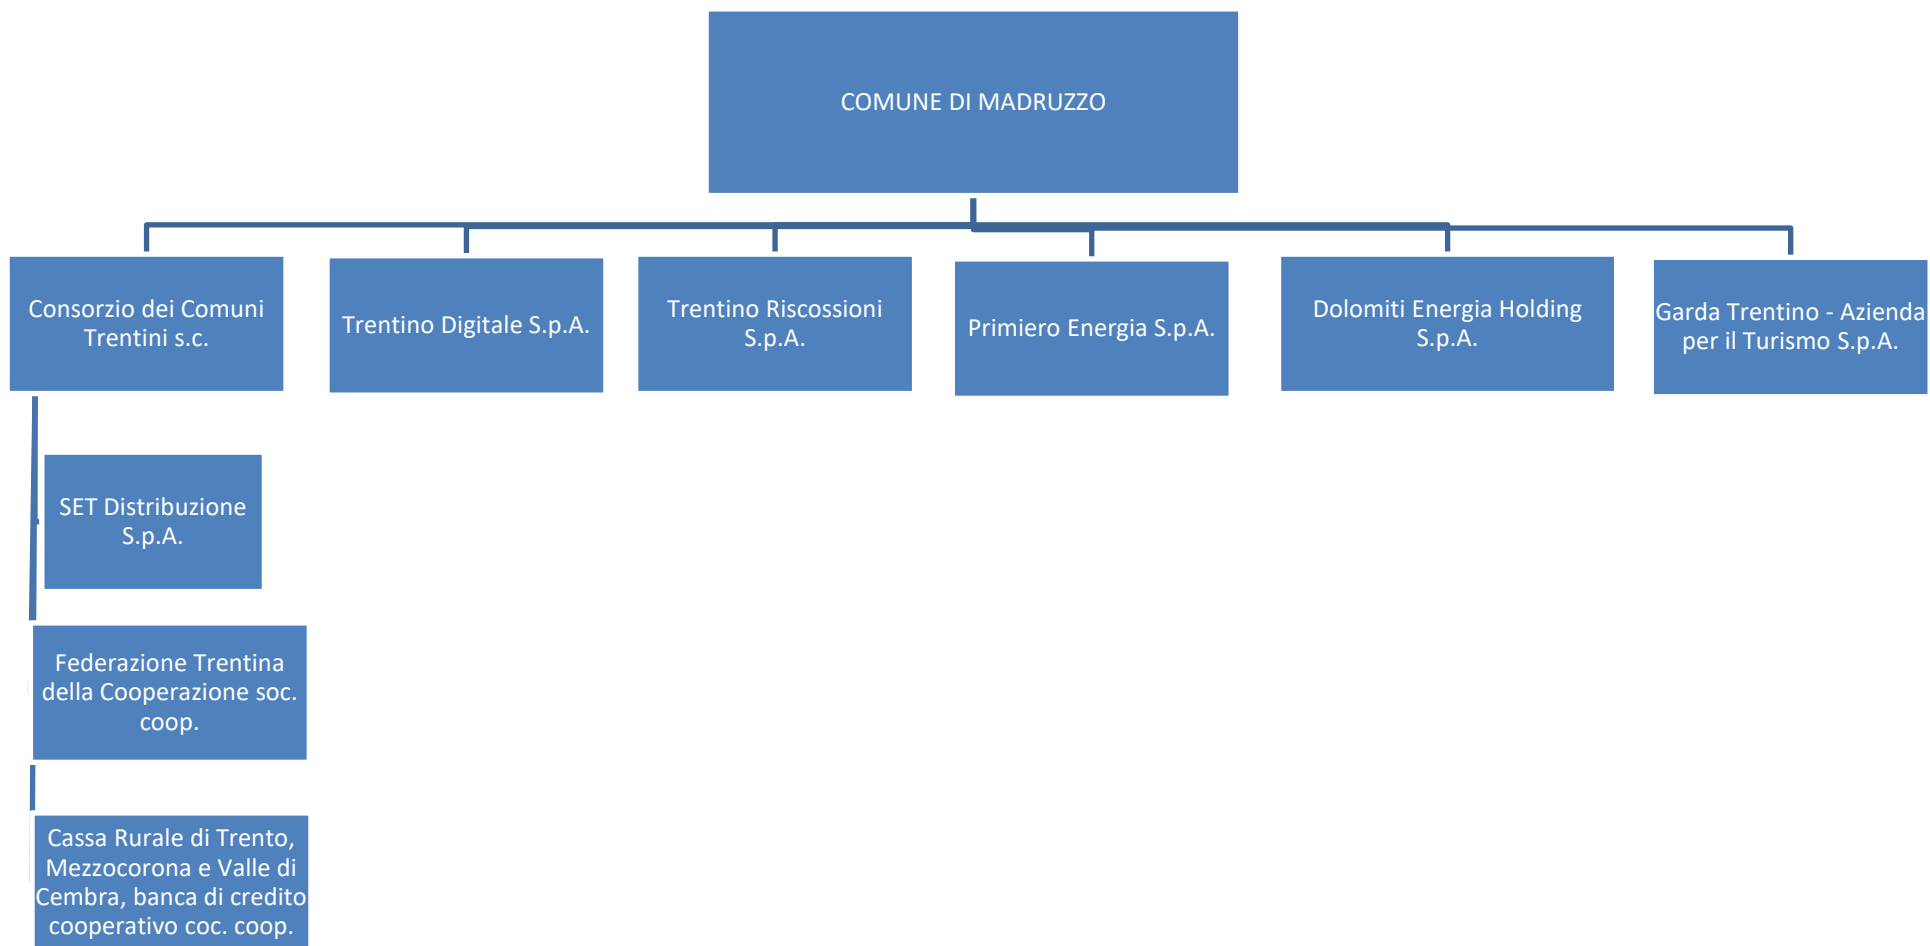 COMUNE DI MADRUZZO
Consorzio dei Comuni
Trentini s.c.
Trentino Digitale S.p.A.
Trentino Riscossioni
S.p.A.
Primiero Energia S.p.A.
Dolomiti Energia Holding
S.p.A.
Garda Trentino - Azienda
per il Turismo S.p.A.
SET Distribuzione
S.p.A.
Federazione Trentina
della Cooperazione soc.
coop.
Cassa Rurale di Trento,
Mezzocorona e Valle di
Cembra, banca di credito
cooperativo coc. coop.